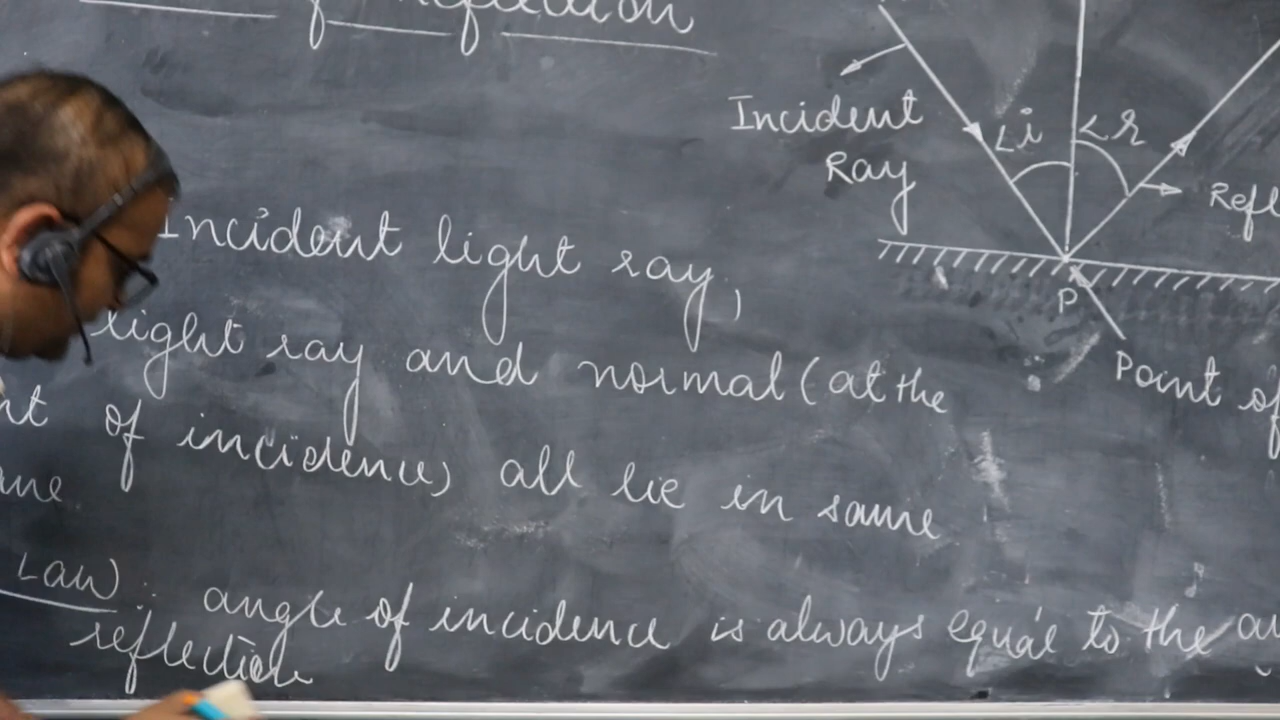 of reflection
Incident
Ray
∠i
∠r
Refl
P
Point of
Incident light ray,
light ray and normal (at the
nt of incidence) all lie in same
ane
Law: angle of incidence is always equal to the
reflection